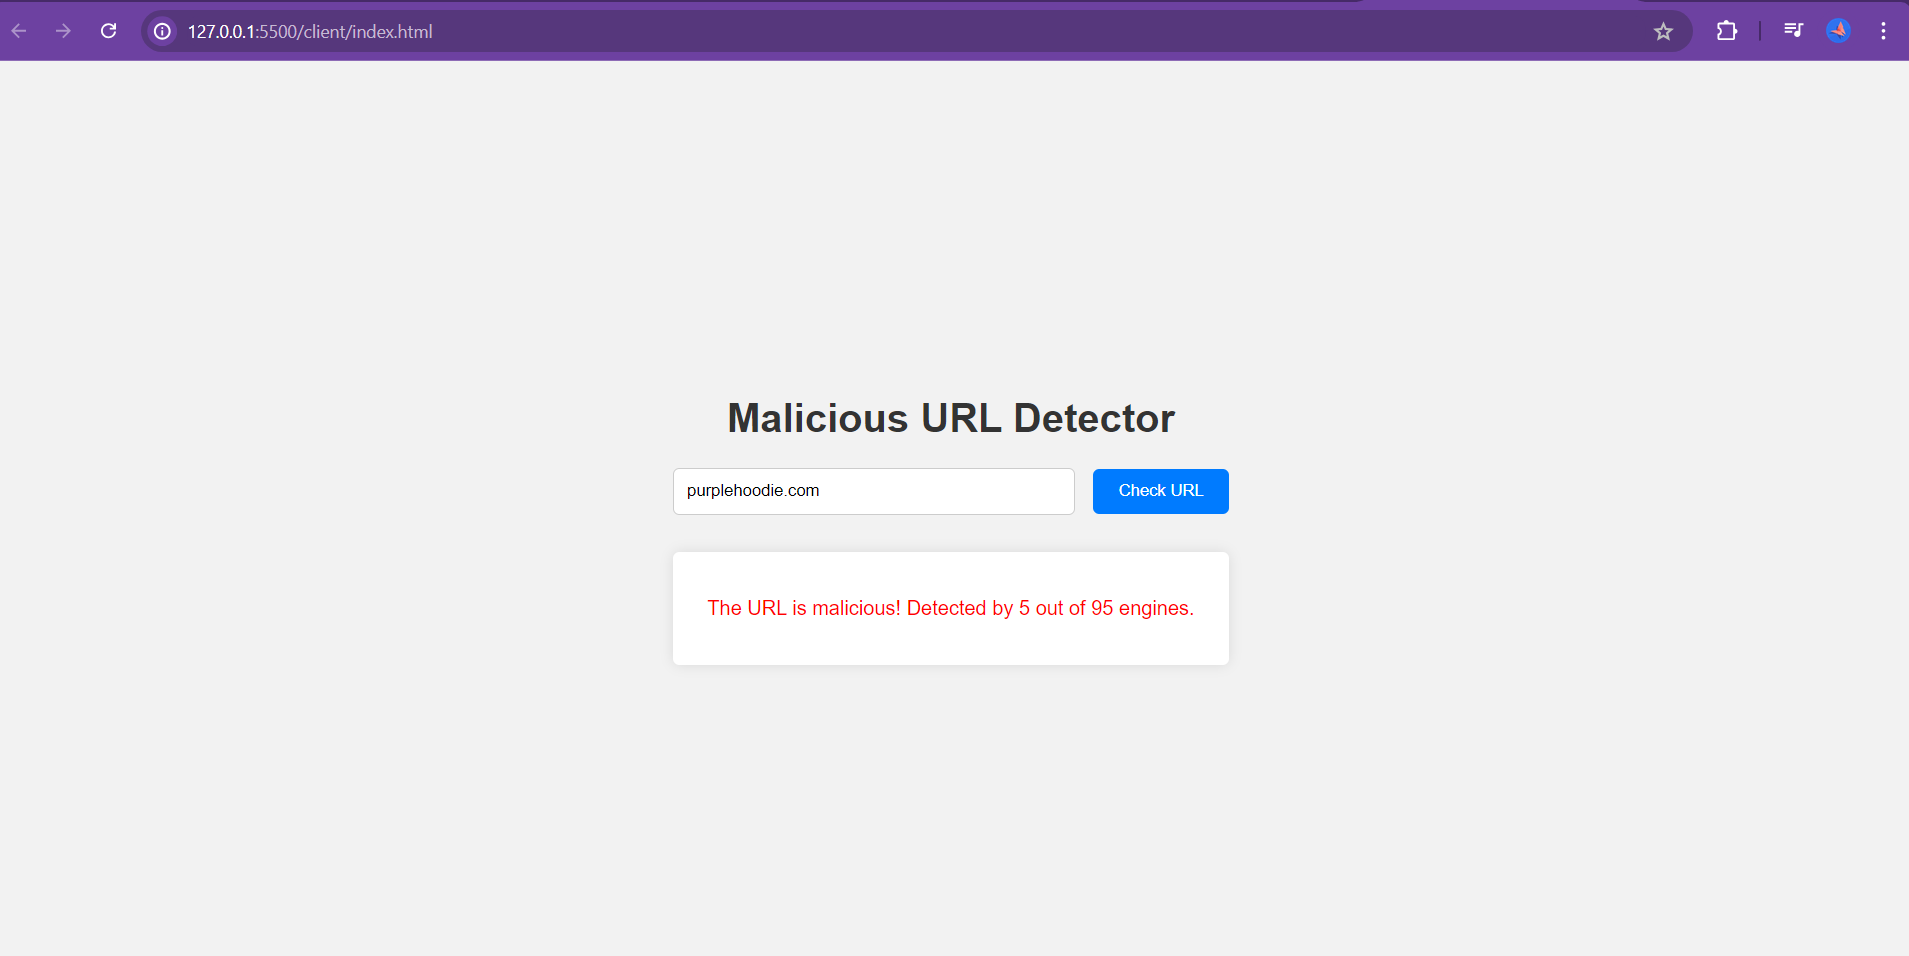 127.0.0.1:5500/client/index.html
Malicious URL Detector
purplehoodie.com
Check URL
The URL is malicious! Detected by 5 out of 95 engines.